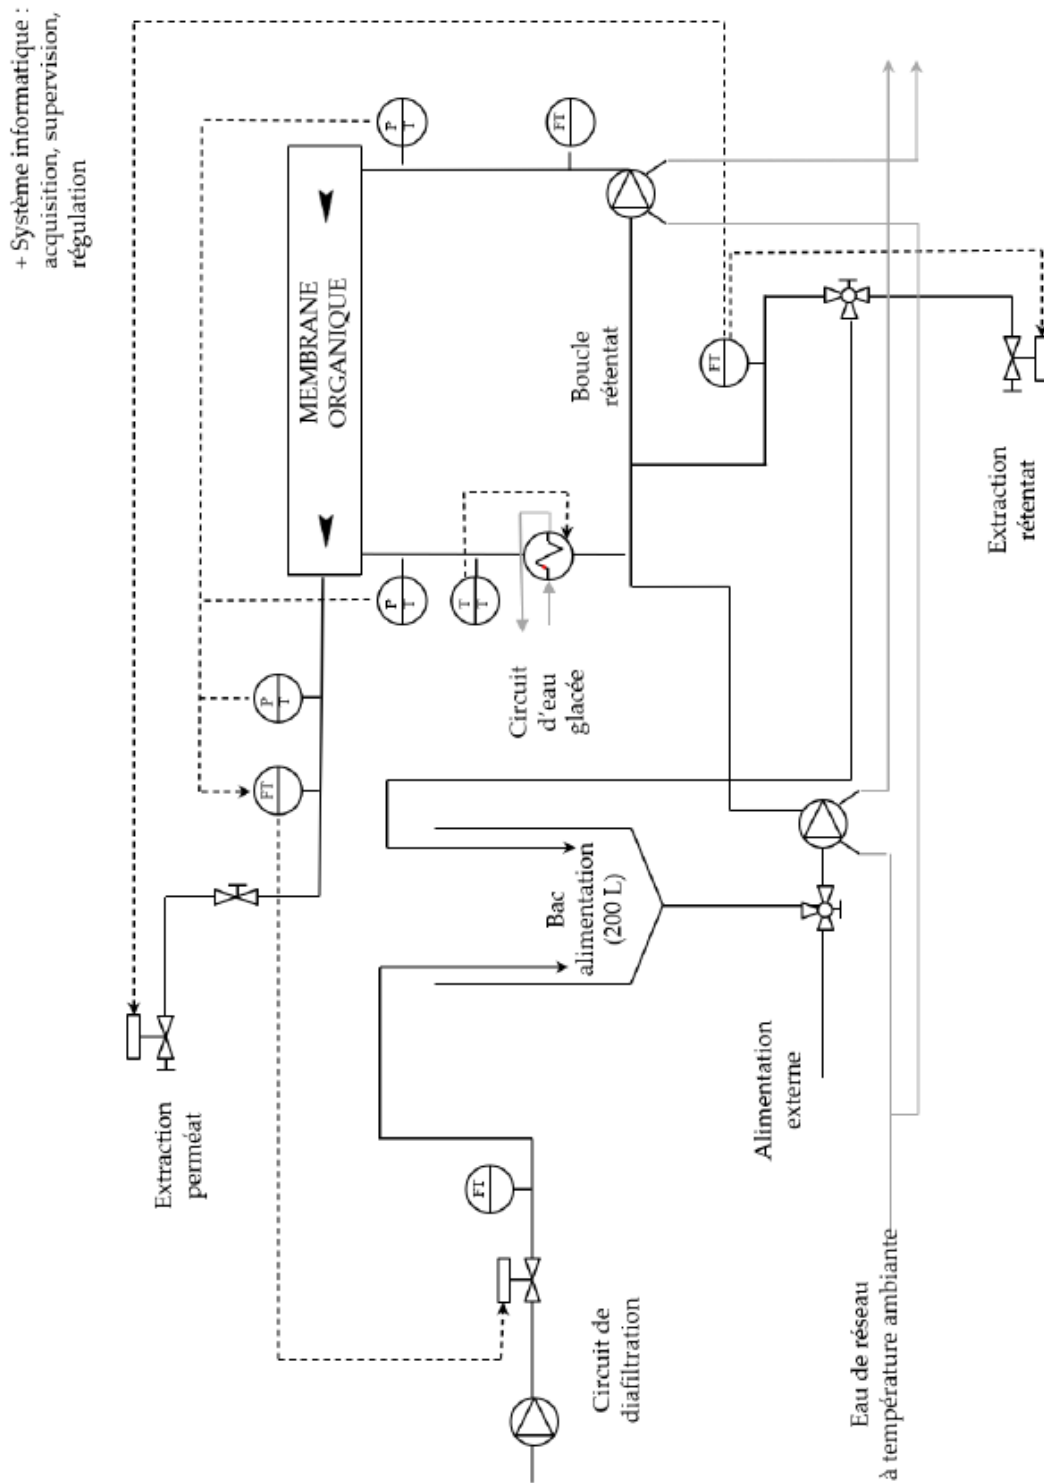 + Système informatique :
acquisition, supervision,
régulation
P
T
FT
MEMBRANE
ORGANIQUE
Boucle
rétentat
FT
Extraction
rétentat
P
T
T
T
Circuit
d'eau
glacée
P
T
FT
Bac
alimentation
(200 L)
Extraction
perméat
Alimentation
externe
FT
Circuit de
diafiltration
Eau de réseau
à température ambiante